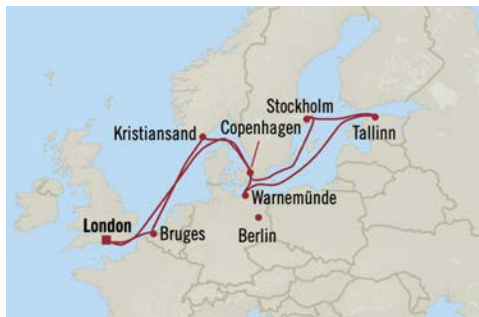 Stockholm
Kristiansand
Copenhagen
Tallinn
Warnemünde
London
Bruges
Berlin